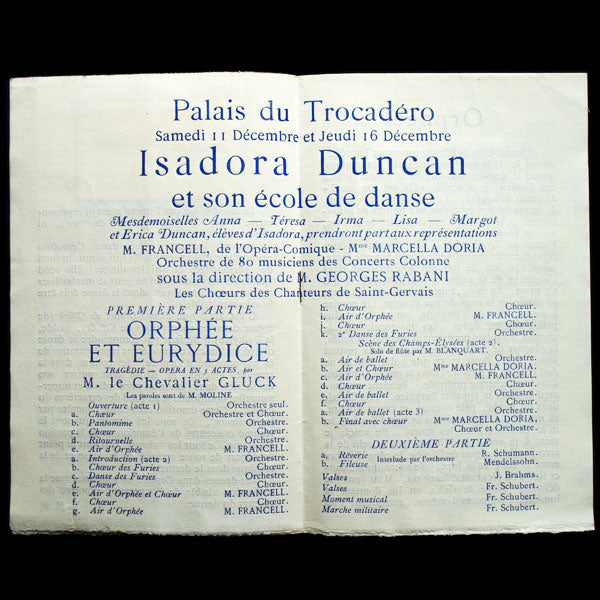 Palais du Trocadéro
Samedi 11 Décembre et Jeudi 16 Décembre
Isadora Duncan
et son école de danse
Mesdemoiselles Anna — Téresa — Irma — Lisa — Margot
et Erica Duncan, élèves d'Isadora, prendront part aux représentations
M. FRANCELL, de l'Opéra-Comique - Mme MARCELLA DORIA
Orchestre de 80 musiciens des Concerts Colonne
sous la direction de M. GEORGES RABANI
Les Chœurs des Chanteurs de Saint-Gervais
PREMIÈRE PARTIE
ORPHÉE
ET EURYDICE
TRAGÉDIE — OPERA EN 3 ACTES, par
M. le Chevalier GLUCK
Les paroles sont de M. MOLINE
Ouverture (acte 1) Orchestre seul.
a. Chœur Orchestre et Chœur.
b. Pantomime Orchestre.
c. Chœur Chœur.
d. Ritournelle Orchestre.
e. Air d'Orphée M. FRANCELL.
a. Introduction (acte 2) Orchestre.
b. Chœur des Furies Chœur.
c. Danse des Furies Orchestre.
d. Chœur Chœur.
e. Air d'Orphée et Chœur M. FRANCELL.
f. Chœur Chœur.
g. Air d'Orphée M. FRANCELL.
h. Chœur Chœur.
i. Air d'Orphée M. FRANCELL.
j. Chœur Chœur.
k. 2e Danse des Furies Orchestre.
Scène des Champs-Élysées (acte 2).
Solo de flûte par M. BLANQUART.
a. Air de ballet Orchestre.
b. Air et Chœur Mme MARCELLA DORIA.
c. Air d'Orphée M. FRANCELL.
d. Chœur Chœur.
e. Air de ballet Orchestre.
f. Chœur Chœur.
a. Air de ballet (acte 3) Orchestre.
b. Final avec chœur Mme MARCELLA DORIA,
Chœur et Orchestre.
DEUXIÈME PARTIE
a. Rêverie Interlude par l'orchestre R. Schumann.
b. Fileuse Mendelssohn.
Valses J. Brahms.
Valses Fr. Schubert.
Moment musical Fr. Schubert.
Marche militaire Fr. Schubert.